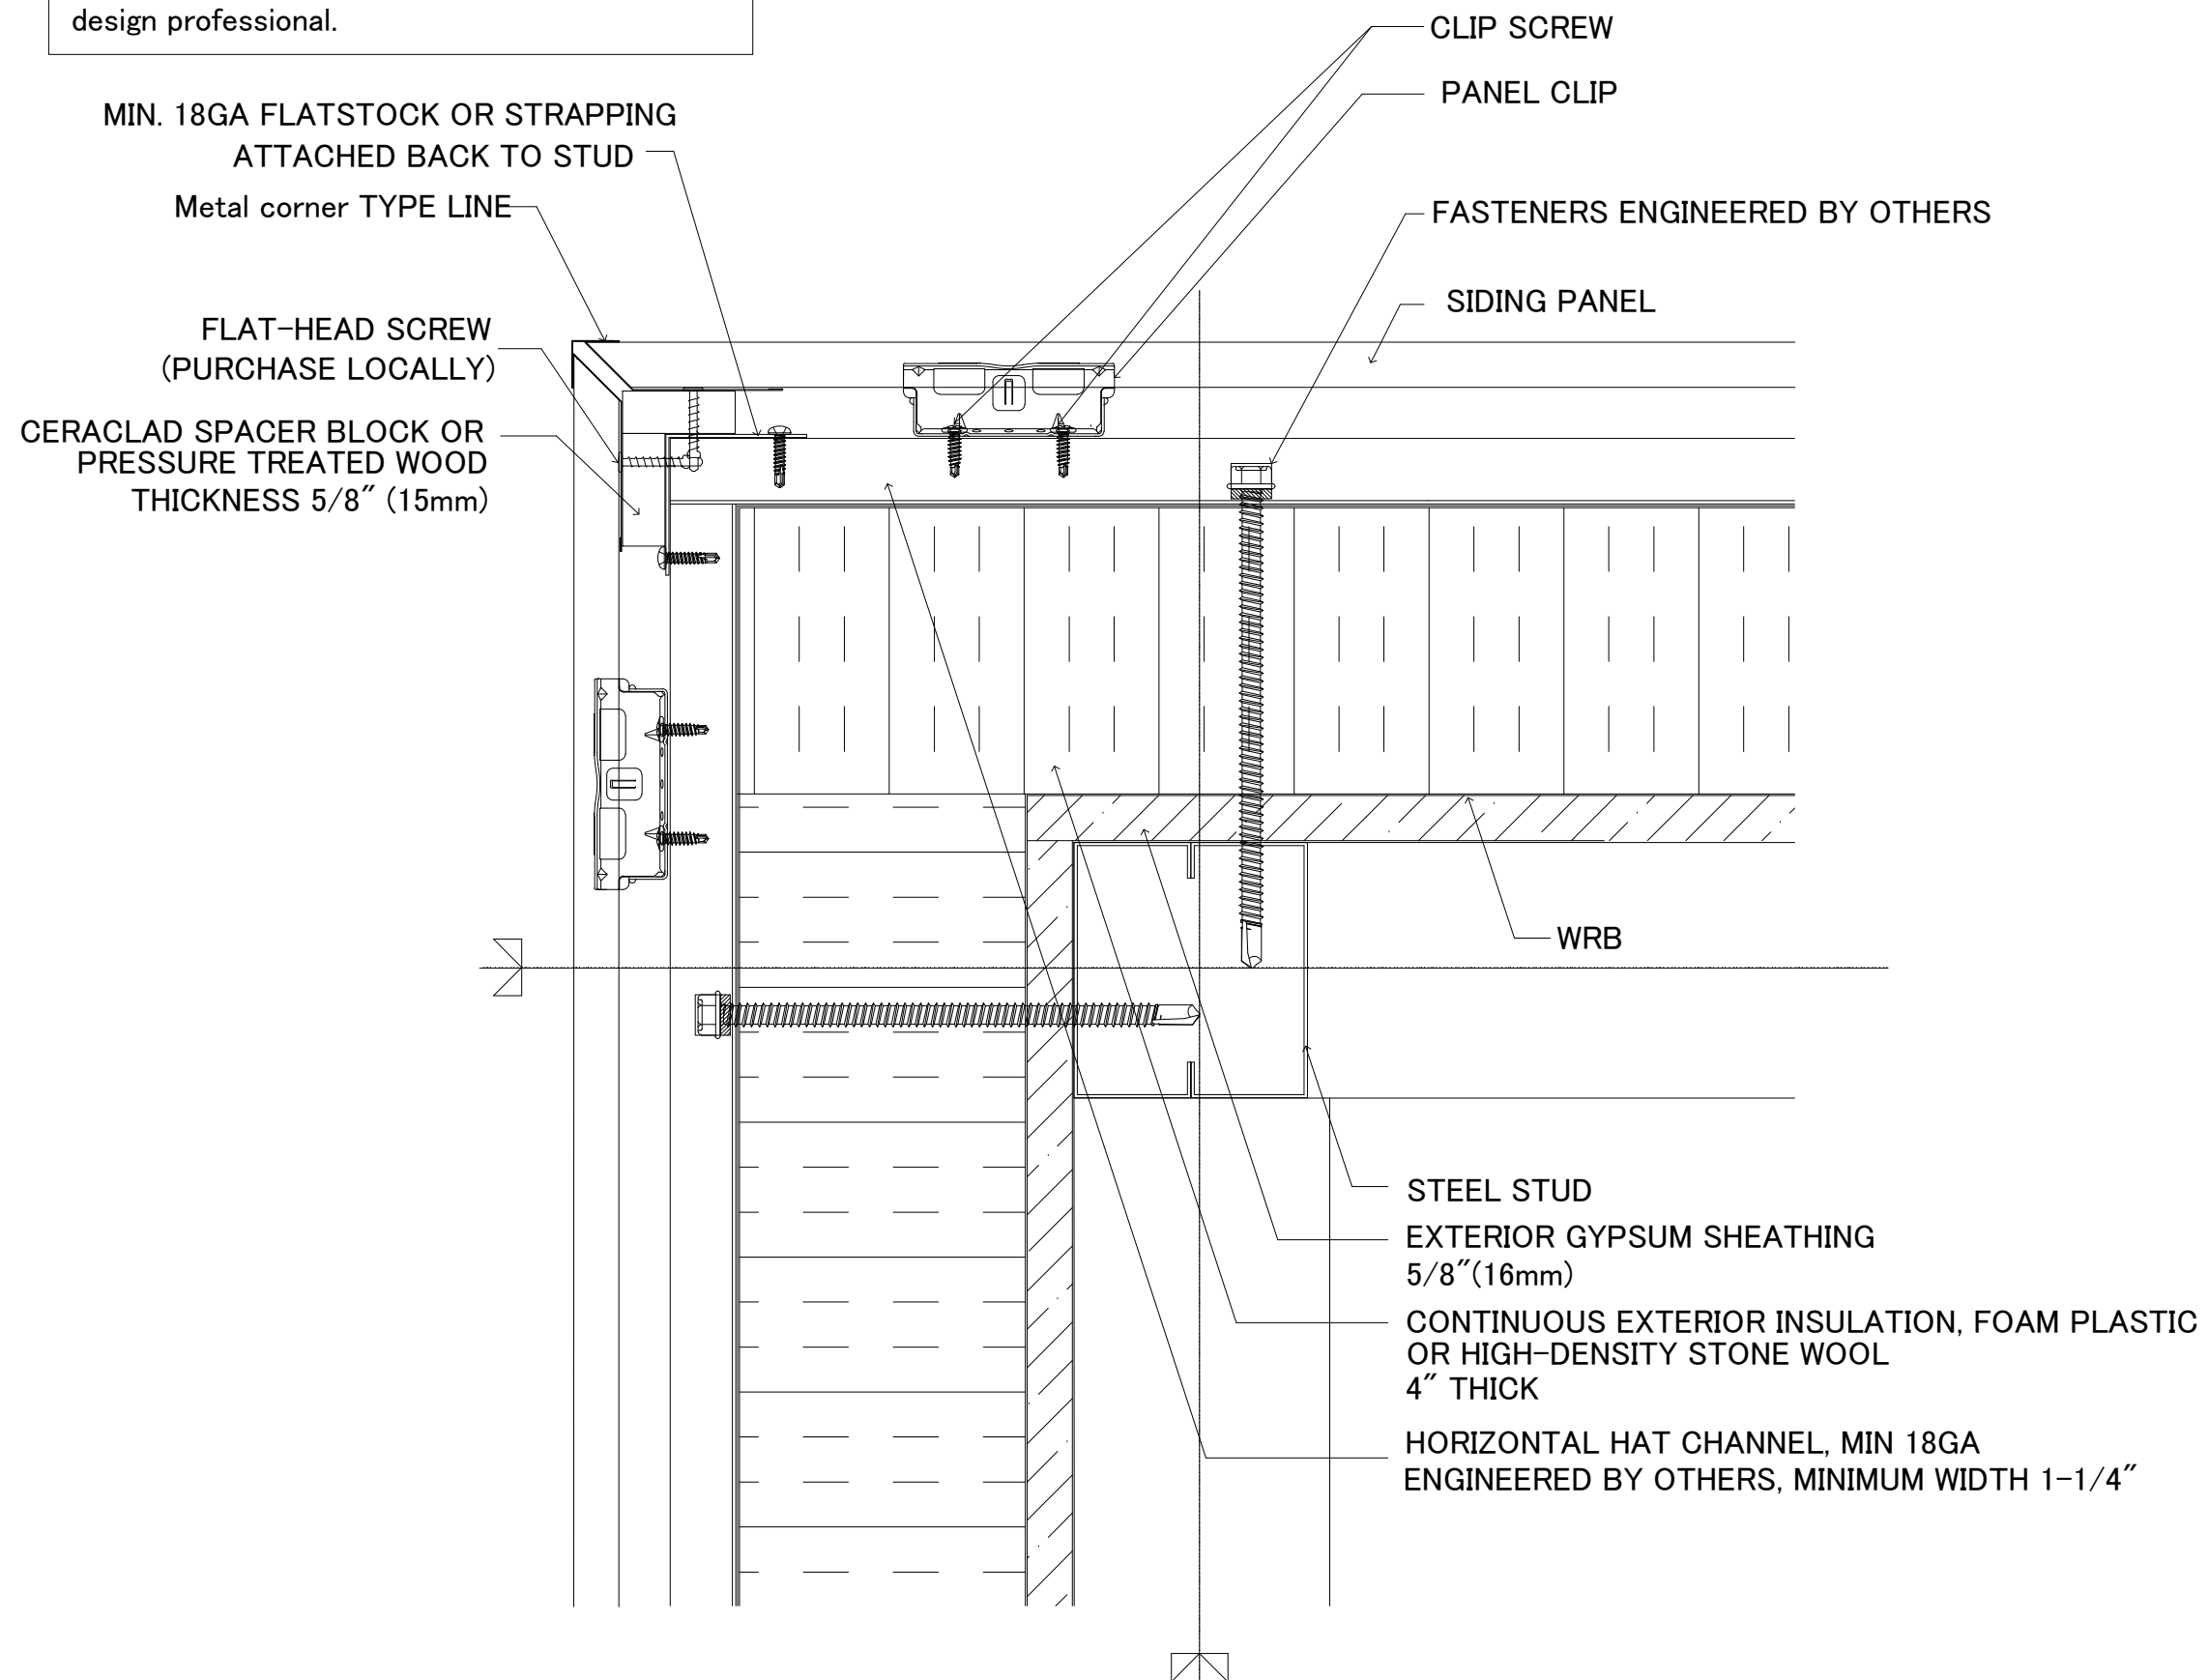 design professional.
MIN. 18GA FLATSTOCK OR STRAPPING
ATTACHED BACK TO STUD
Metal corner TYPE LINE
FLAT-HEAD SCREW
(PURCHASE LOCALLY)
CERACLAD SPACER BLOCK OR
PRESSURE TREATED WOOD
THICKNESS 5/8″ (15mm)
CLIP SCREW
PANEL CLIP
FASTENERS ENGINEERED BY OTHERS
SIDING PANEL
WRB
STEEL STUD
EXTERIOR GYPSUM SHEATHING
5/8″(16mm)
CONTINUOUS EXTERIOR INSULATION, FOAM PLASTIC
OR HIGH-DENSITY STONE WOOL
4″ THICK
HORIZONTAL HAT CHANNEL, MIN 18GA
ENGINEERED BY OTHERS, MINIMUM WIDTH 1-1/4″